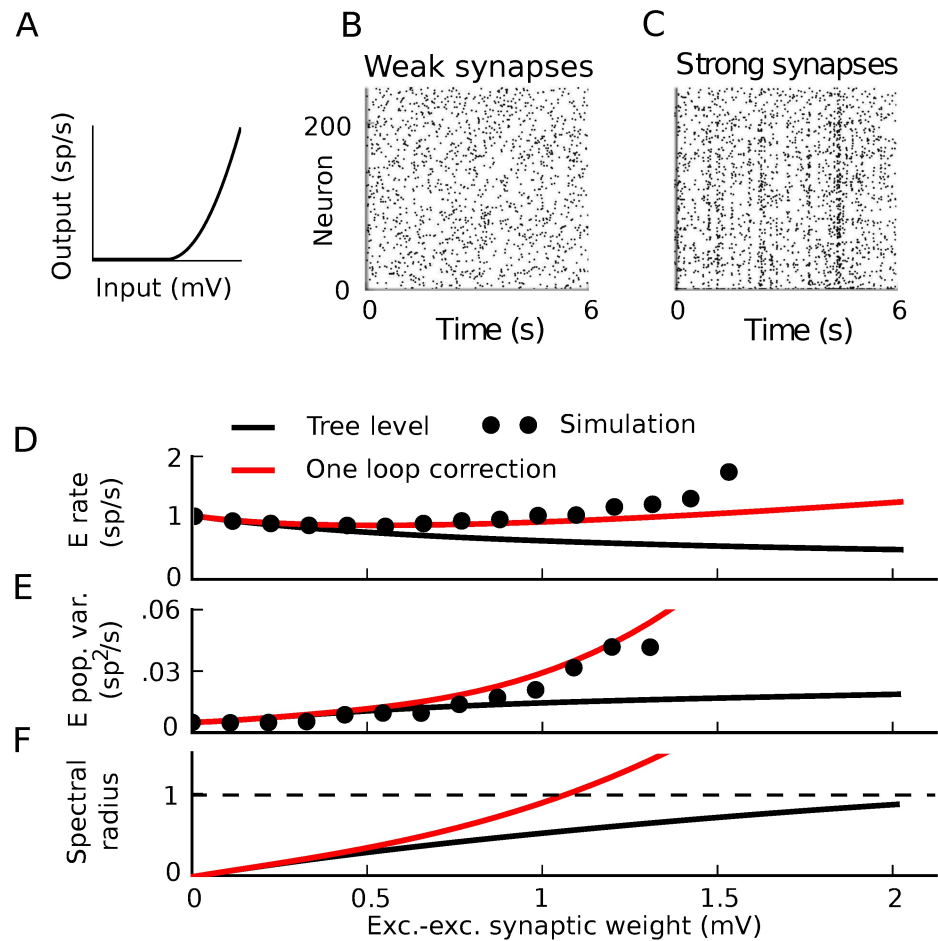 A
B
C
Weak synapses
Strong synapses
Output (sp/s)
Input (mV)
Neuron
200
0
0
6
Time (s)
0
6
Time (s)
D
Tree level
Simulation
One loop correction
E rate
(sp/s)
2
1
0
E
E pop. var.
(sp²/s)
.06
.03
0
F
Spectral
radius
1
0
0
0.5
1
1.5
2
Exc.-exc. synaptic weight (mV)